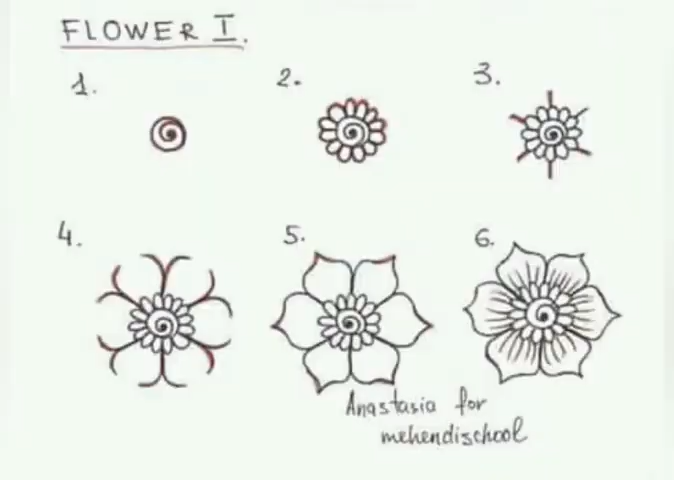 FLOWER I.
1.
2.
3.
4.
5.
6.
Anastasia for
mehendischool